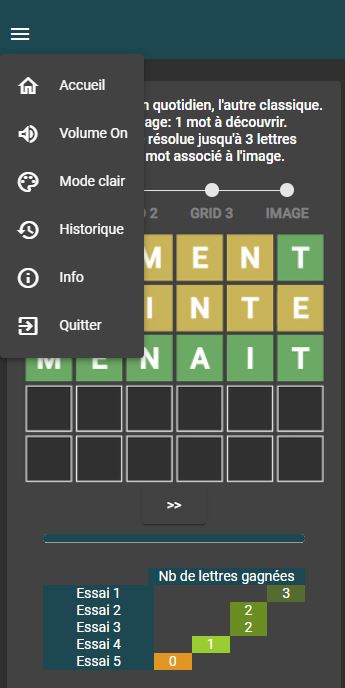 Accueil
Volume On
Mode clair
Historique
Info
Quitter
n quotidien, l'autre classique.
age: 1 mot à découvrir.
résolue jusqu'à 3 lettres
mot associé à l'image.
2 GRID 3 IMAGE
M E N T
I N T E
M E N A I T
>>
Nb de lettres gagnées
Essai 1 3
Essai 2 2
Essai 3 2
Essai 4 1
Essai 5 0